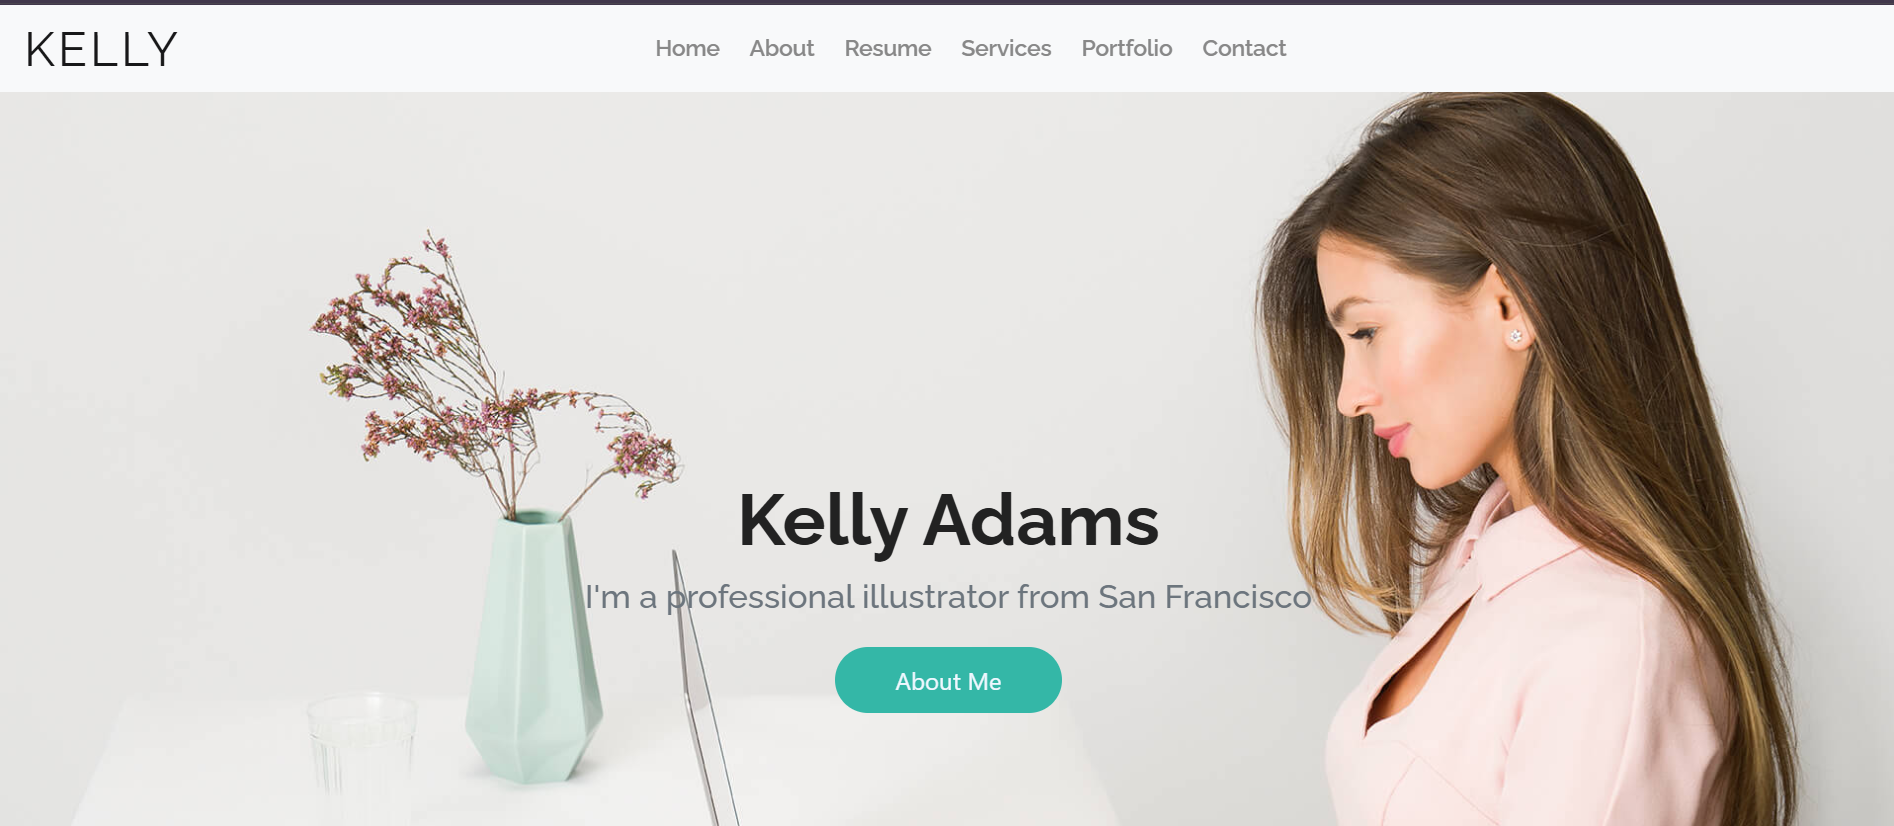 KELLY
Home About Resume Services Portfolio Contact
Kelly Adams
I'm a professional illustrator from San Francisco
About Me